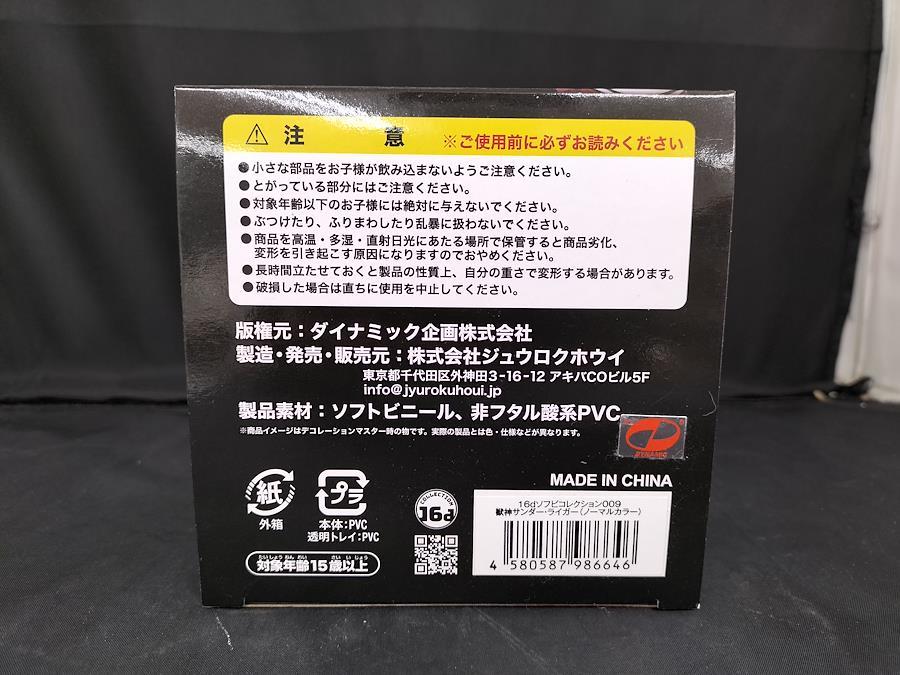 注 意 ※ご使用前に必ずお読みください
●小さな部品をお子様が飲み込まないようご注意ください。
●とがっている部分にはご注意ください。
●対象年齢以下のお子様には絶対に与えないでください。
●ぶつけたり、ふりまわしたり乱暴に扱わないでください。
●商品を高温・多湿・直射日光にあたる場所で保管すると商品劣化、
変形を引き起こす原因になりますのでおやめください。
●長時間立たせておくと製品の性質上、自分の重さで変形する場合があります。
●破損した場合は直ちに使用を中止してください。
版権元：ダイナミック企画株式会社
製造・発売・販売元：株式会社ジュウロクホウイ
東京都千代田区外神田3-16-12 アキバCOビル5F
info@jyurokuhoui.jp
製品素材：ソフトビニール、非フタル酸系PVC
※商品イメージはデコレーションマスター時の物です。実際の製品とは色・仕様などが異なります。
DYNAMIC
MADE IN CHINA
紙
外箱
プラ
本体:PVC
透明トレイ:PVC
COLLECTION
16d
16dソフビコレクション009
獣神サンダー・ライガー(ノーマルカラー)
4 580587 986646
たいしょうねんれい さいいじょう
対象年齢15歳以上